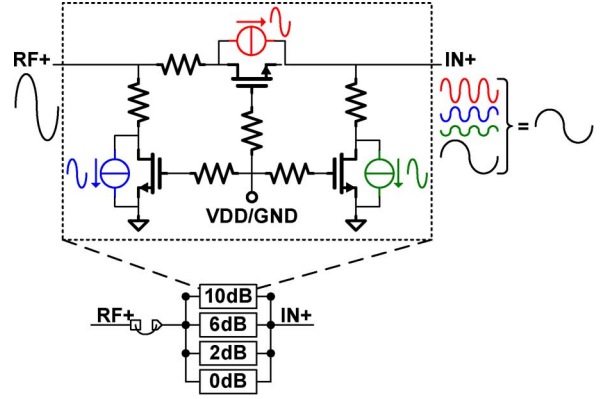 RF+
IN+
=
VDD/GND
10dB
RF+
6dB
IN+
2dB
0dB